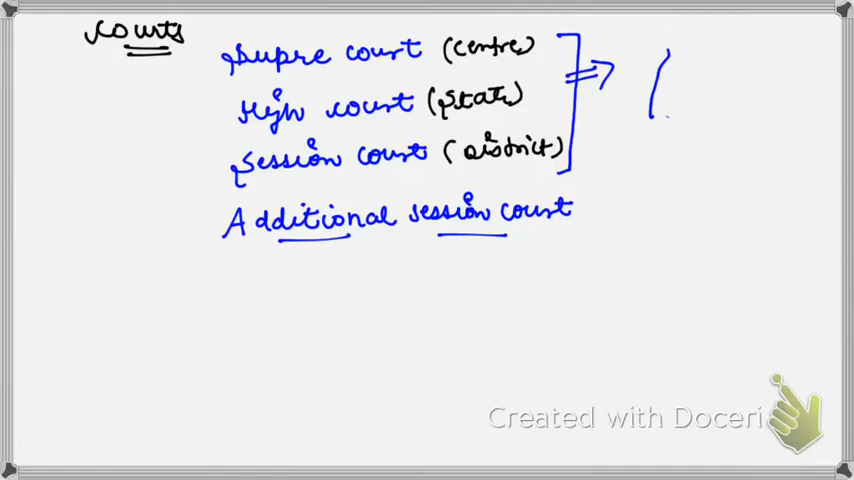 Courts
Supre court (centre)
High court (state)
Session court (District)
Additional session court
Created with Doceri